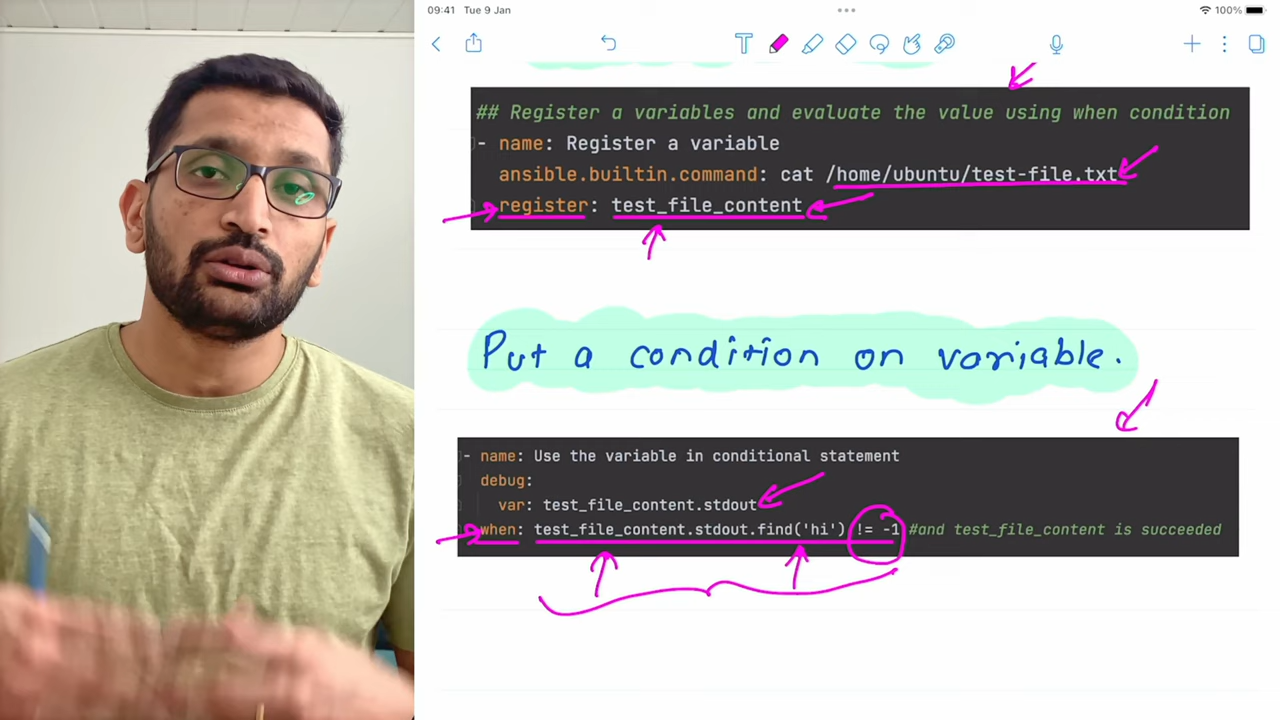 09:41 Tue 9 Jan
100%
T
## Register a variables and evaluate the value using when condition
- name: Register a variable
ansible.builtin.command: cat /home/ubuntu/test-file.txt
register: test_file_content
Put a condition on variable.
- name: Use the variable in conditional statement
debug:
var: test_file_content.stdout
when: test_file_content.stdout.find('hi') != -1 #and test_file_content is succeeded